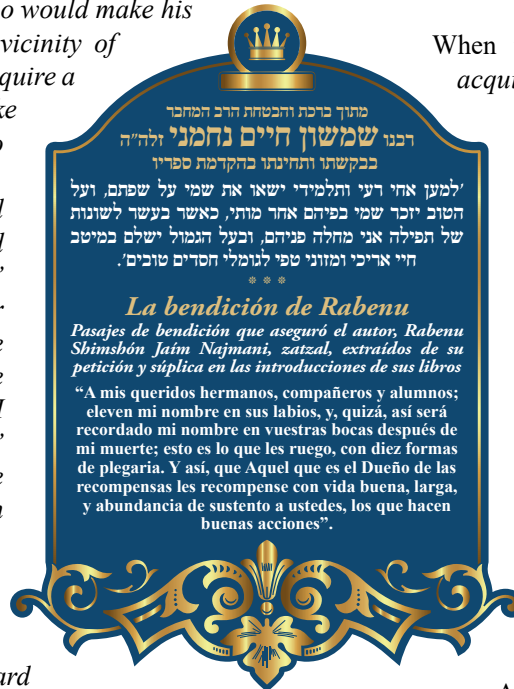 o would make his
vicinity of
quire a
ke
ard
When
acqui
מתוך ברכת והבטחת הרב המחבר
רבנו שמשון חיים נחמני זלה״ה
בבקשתו ותחינתו בהקדמת ספריו
'למען אחי רעי ותלמידי ישאו את שמי על שפתם, ועל
הטוב יזכר שמי בפיהם אחר מותי, כאשר בעשר לשונות
של תפילה אני מחלה פניהם, ובעל הגמול ישלם במיטב
חיי אריכי ומזוני טפי לגומלי חסדים טובים'.
* * *
La bendición de Rabenu
Pasajes de bendición que aseguró el autor, Rabenu
Shimshón Jaím Najmani, zatzal, extraídos de su
petición y súplica en las introducciones de sus libros
“A mis queridos hermanos, compañeros y alumnos;
eleven mi nombre en sus labios, y, quizá, así será
recordado mi nombre en vuestras bocas después de
mi muerte; esto es lo que les ruego, con diez formas
de plegaria. Y así, que Aquel que es el Dueño de las
recompensas les recompense con vida buena, larga,
y abundancia de sustento a ustedes, los que hacen
buenas acciones”.